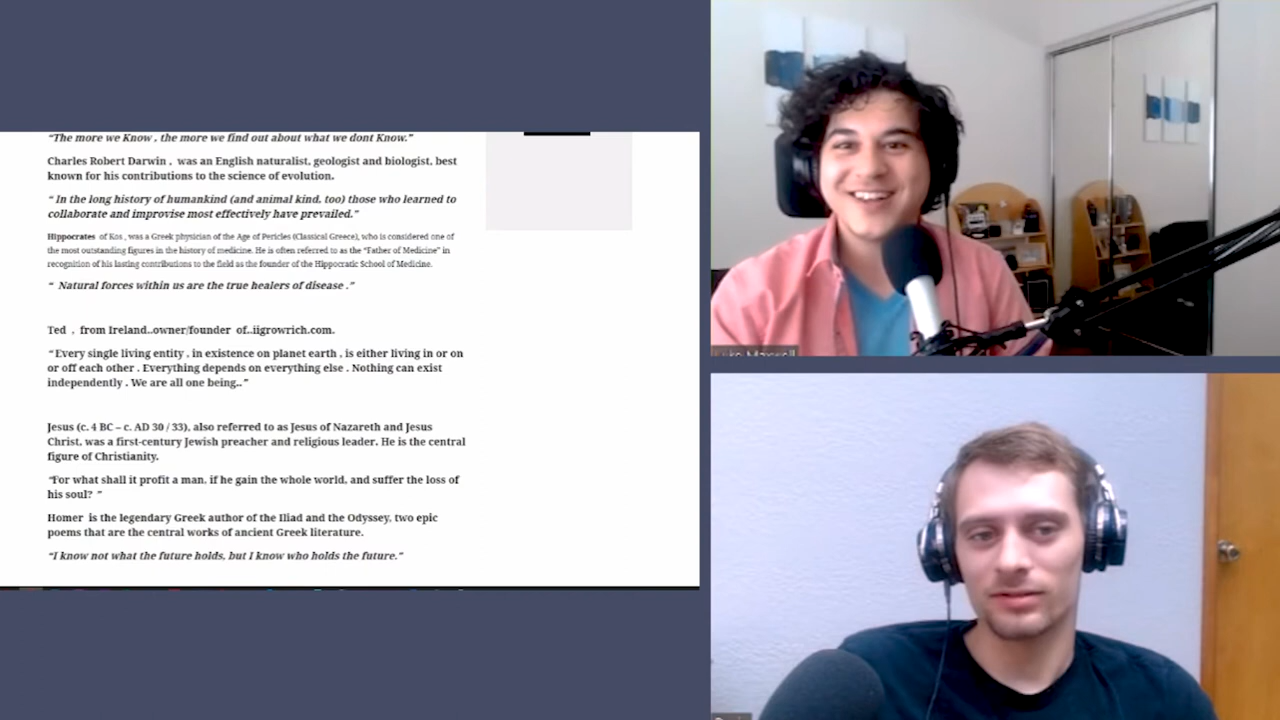 “The more we Know , the more we find out about what we dont Know.”
Charles Robert Darwin , was an English naturalist, geologist and biologist, best
known for his contributions to the science of evolution.
“ In the long history of humankind (and animal kind, too) those who learned to
collaborate and improvise most effectively have prevailed.”
Hippocrates of Kos , was a Greek physician of the Age of Pericles (Classical Greece), who is considered one of
the most outstanding figures in the history of medicine. He is often referred to as the “Father of Medicine” in
recognition of his lasting contributions to the field as the founder of the Hippocratic School of Medicine.
“ Natural forces within us are the true healers of disease .”
Ted , from Ireland..owner/founder of..iigrowrich.com.
“Every single living entity , in existence on planet earth , is either living in or on
or off each other . Everything depends on everything else . Nothing can exist
independently . We are all one being..”
Jesus (c. 4 BC – c. AD 30 / 33), also referred to as Jesus of Nazareth and Jesus
Christ, was a first-century Jewish preacher and religious leader. He is the central
figure of Christianity.
“For what shall it profit a man, if he gain the whole world, and suffer the loss of
his soul? ”
Homer is the legendary Greek author of the Iliad and the Odyssey, two epic
poems that are the central works of ancient Greek literature.
“I know not what the future holds, but I know who holds the future.”